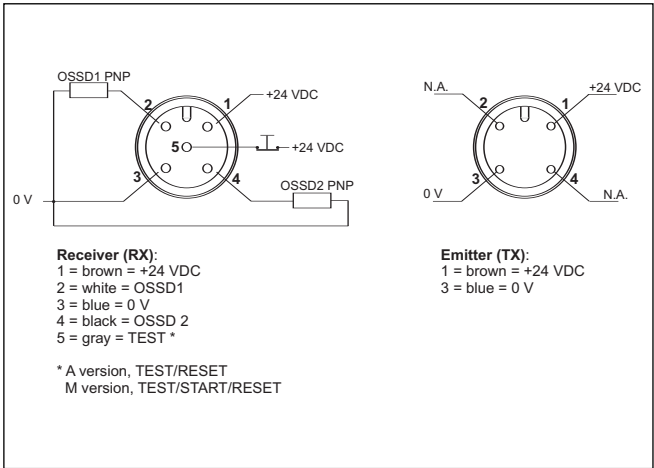 OSSD1 PNP
2
1
+24 VDC
5
+24 VDC
3
4
OSSD2 PNP
0 V
N.A.
2
1
+24 VDC
3
4
0 V
N.A.
Receiver (RX):
1 = brown = +24 VDC
2 = white = OSSD1
3 = blue = 0 V
4 = black = OSSD 2
5 = gray = TEST *
* A version, TEST/RESET
M version, TEST/START/RESET
Emitter (TX):
1 = brown = +24 VDC
3 = blue = 0 V